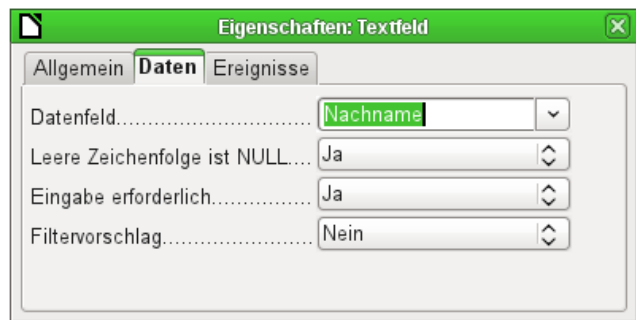 Eigenschaften: Textfeld
Allgemein Daten Ereignisse
Datenfeld................................ Nachname
Leere Zeichenfolge ist NULL.... Ja
Eingabe erforderlich................ Ja
Filtervorschlag........................ Nein